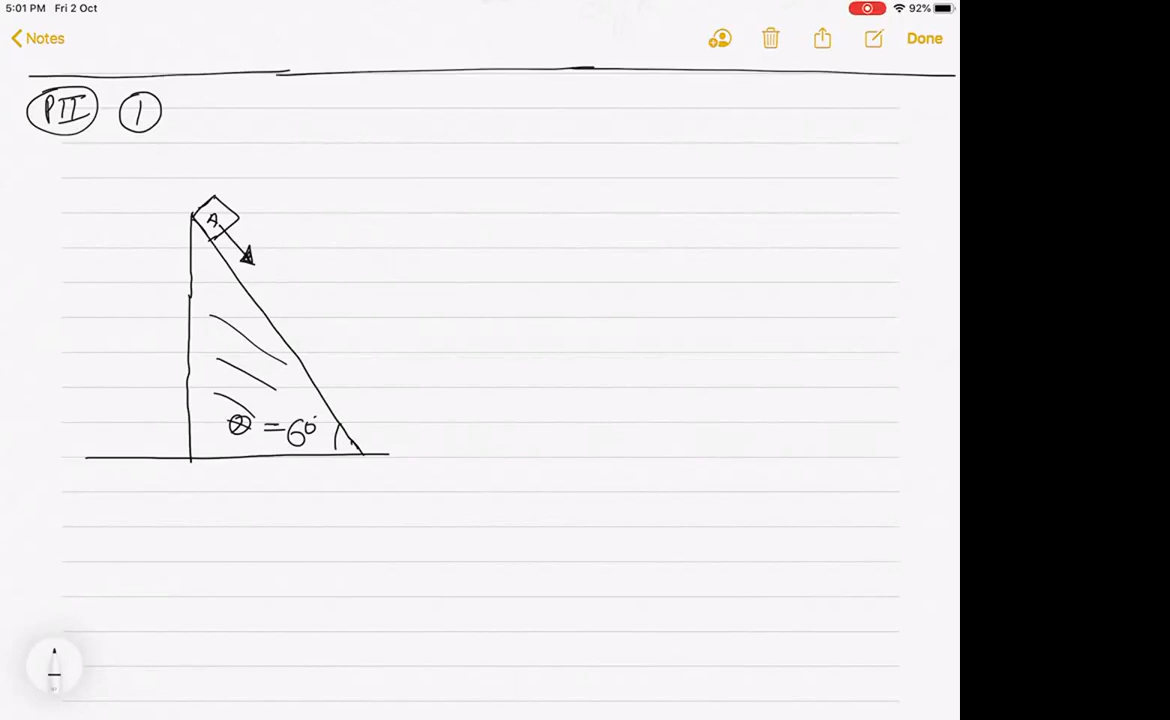 5:01 PM Fri 2 Oct 92%
Notes Done
PII 1
A
θ = 60°